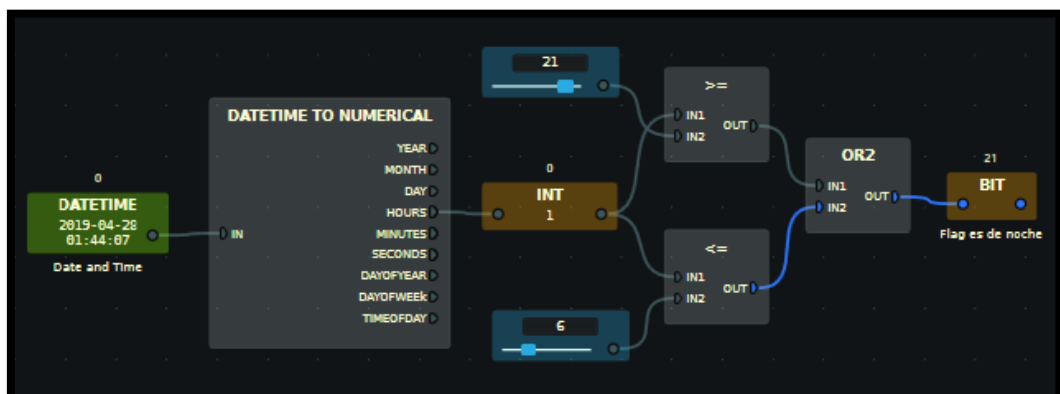 0
DATETIME
2019-04-28
01:44:07
Date and Time
DATETIME TO NUMERICAL
YEAR
MONTH
DAY
HOURS
MINUTES
SECONDS
DAYOFYEAR
DAYOFWEEK
TIMEOFDAY
IN
21
0
INT
1
6
>=
IN1
IN2
OUT
<=
IN1
IN2
OUT
OR2
IN1
IN2
OUT
21
BIT
Flag es de noche